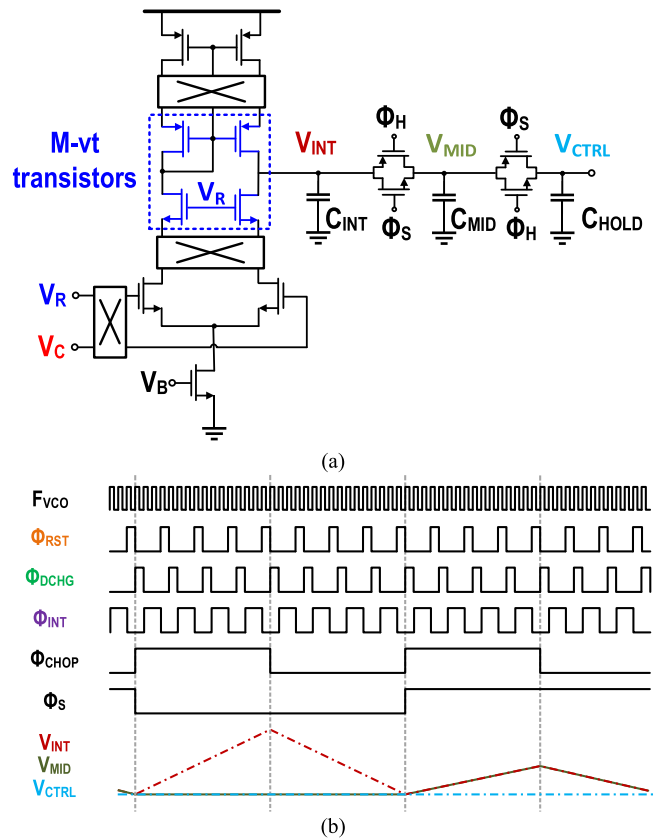 M-vt
transistors
V_R
V_INT
Φ_H
V_MID
Φ_S
V_CTRL
C_INT
Φ_S
C_MID
Φ_H
C_HOLD
V_R
V_C
V_B
(a)
F_VCO
Φ_RST
Φ_DCHG
Φ_INT
Φ_CHOP
Φ_S
V_INT
V_MID
V_CTRL
(b)